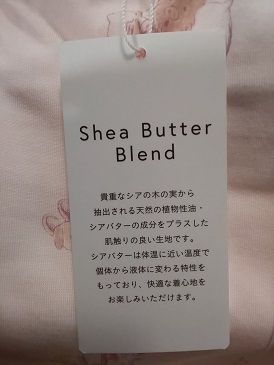 Shea Butter
Blend
貴重なシアの木の実から
抽出される天然の植物性油・
シアバターの成分をプラスした
肌触りの良い生地です。
シアバターは体温に近い温度で
個体から液体に変わる特性を
もっており、快適な着心地を
お楽しみいただけます。